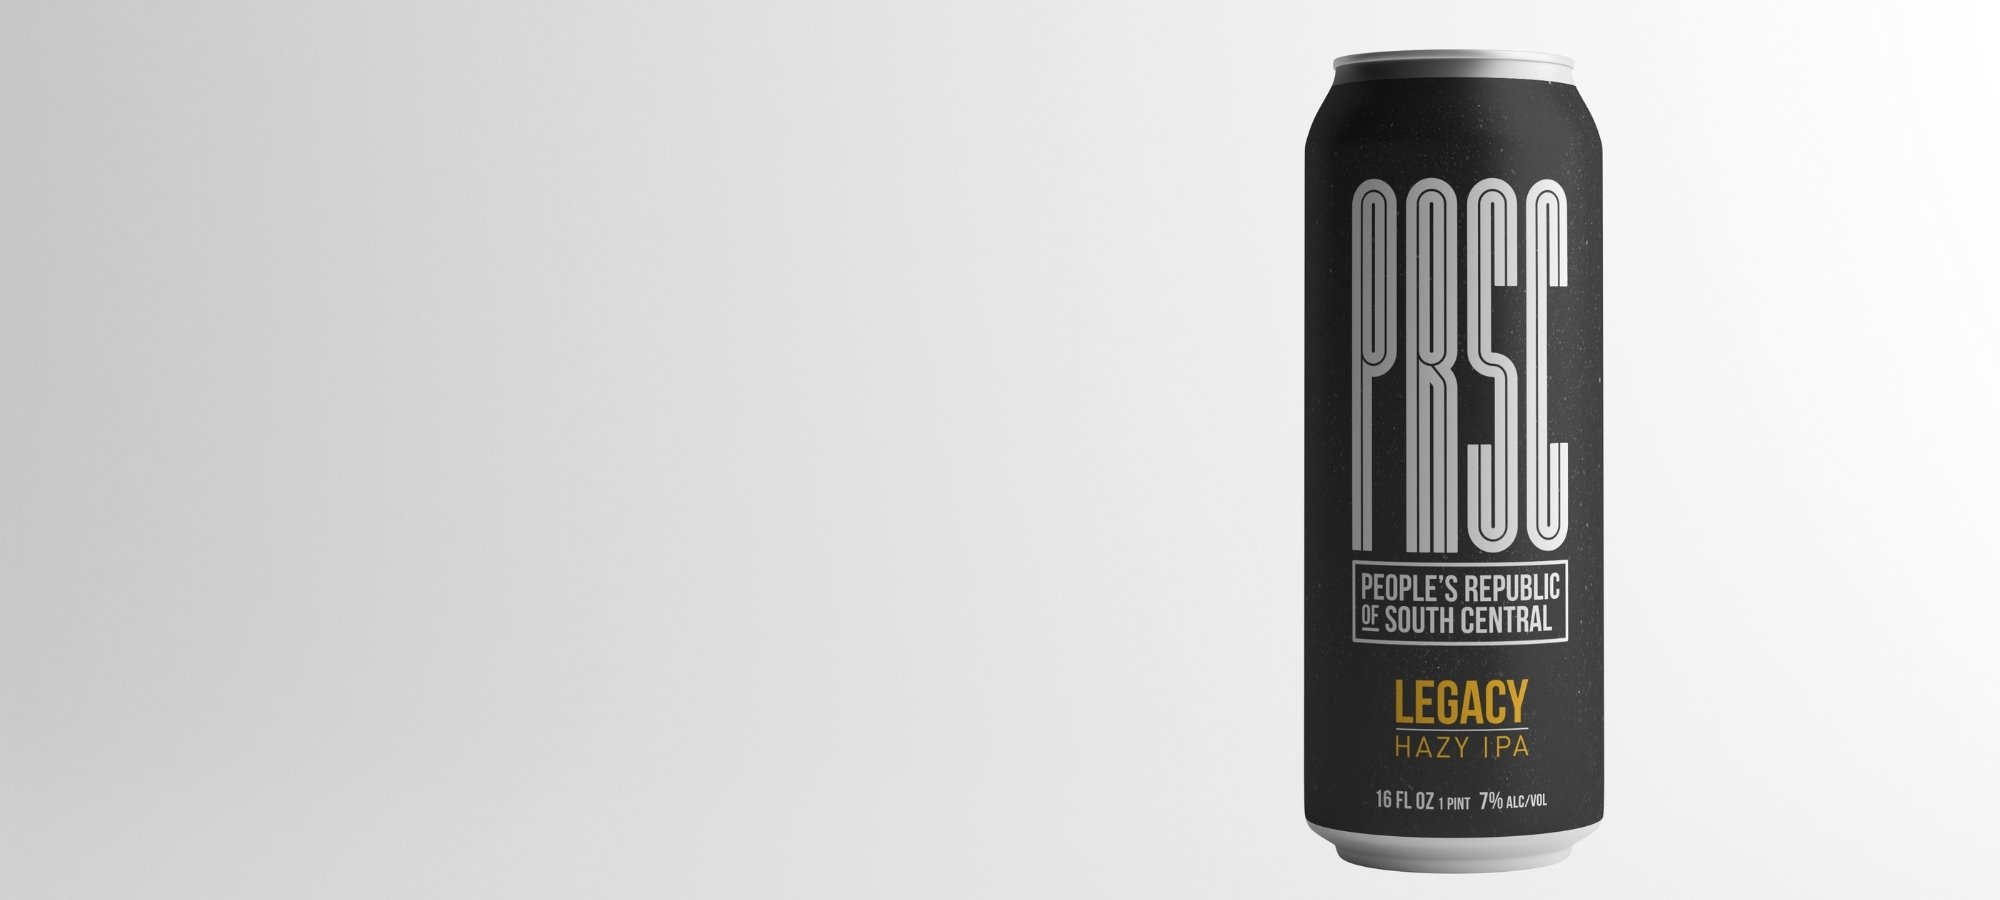 PRSC
PEOPLE'S REPUBLIC
OF SOUTH CENTRAL
LEGACY
HAZY IPA
16 FL OZ 1 PINT 7% ALC/VOL